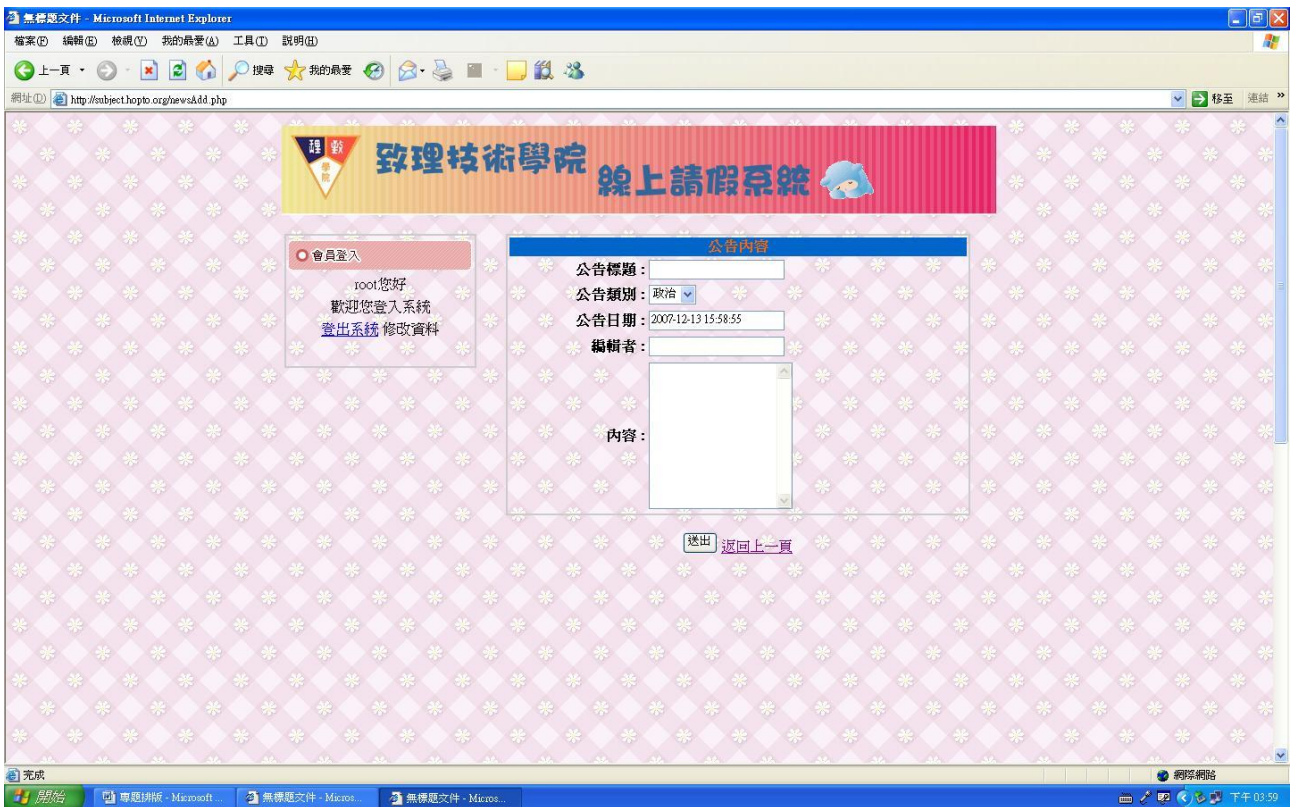 無標題文件 - Microsoft Internet Explorer
檔案(F) 編輯(E) 檢視(V) 我的最愛(A) 工具(T) 說明(H)
上一頁 搜尋 我的最愛
網址(D) http://subject.hopto.org/newsAdd.php 移至 連結 »
致理技術學院
線上請假系統
會員登入
root您好
歡迎您登入系統
登出系統 修改資料
公告內容
公告標題：
公告類別： 政治
公告日期： 2007-12-13 15:58:55
編輯者：
內容：
送出 返回上一頁
完成 網際網路
開始 專題排版 - Microsoft ... 無標題文件 - Micros... 無標題文件 - Micros... 下午 03:59